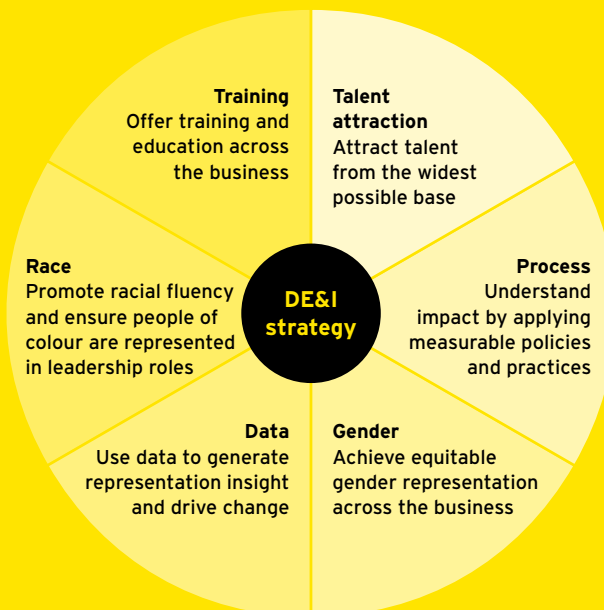 Training
Offer training and
education across
the business
Talent
attraction
Attract talent
from the widest
possible base
Race
Promote racial fluency
and ensure people of
colour are represented
in leadership roles
DE&I
strategy
Process
Understand
impact by applying
measurable policies
and practices
Data
Use data to generate
representation insight
and drive change
Gender
Achieve equitable
gender representation
across the business